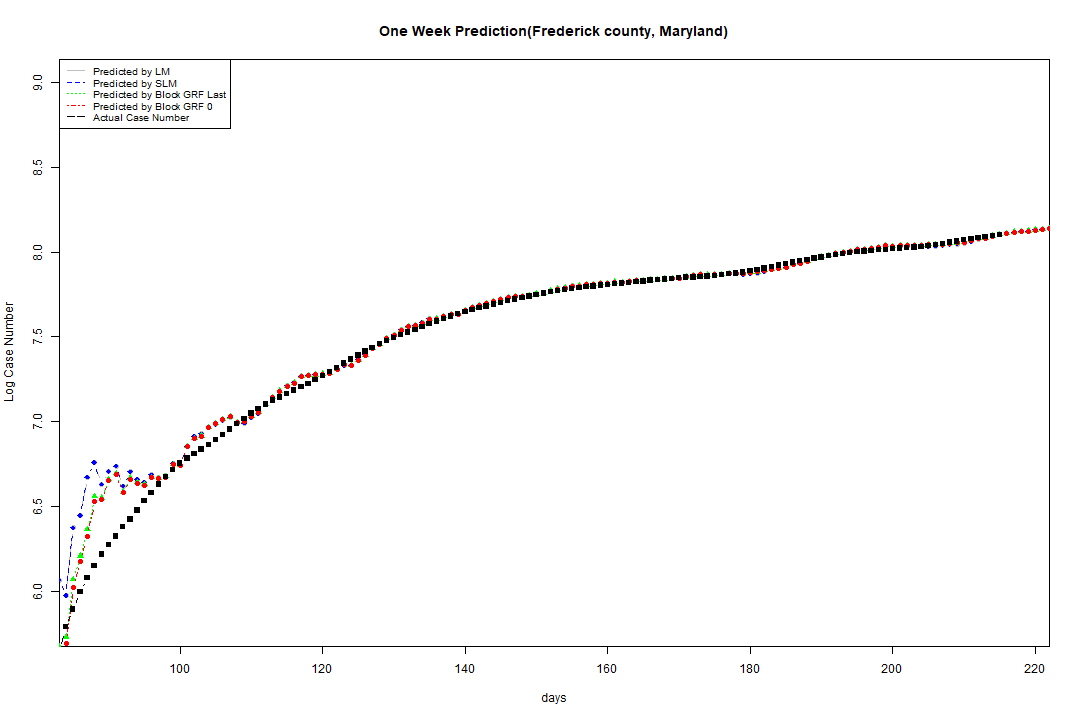 One Week Prediction(Frederick county, Maryland)
Predicted by LM
Predicted by SLM
Predicted by Block GRF Last
Predicted by Block GRF 0
Actual Case Number
9.0
8.5
8.0
7.5
7.0
6.5
6.0
Log Case Number
100 120 140 160 180 200 220
days